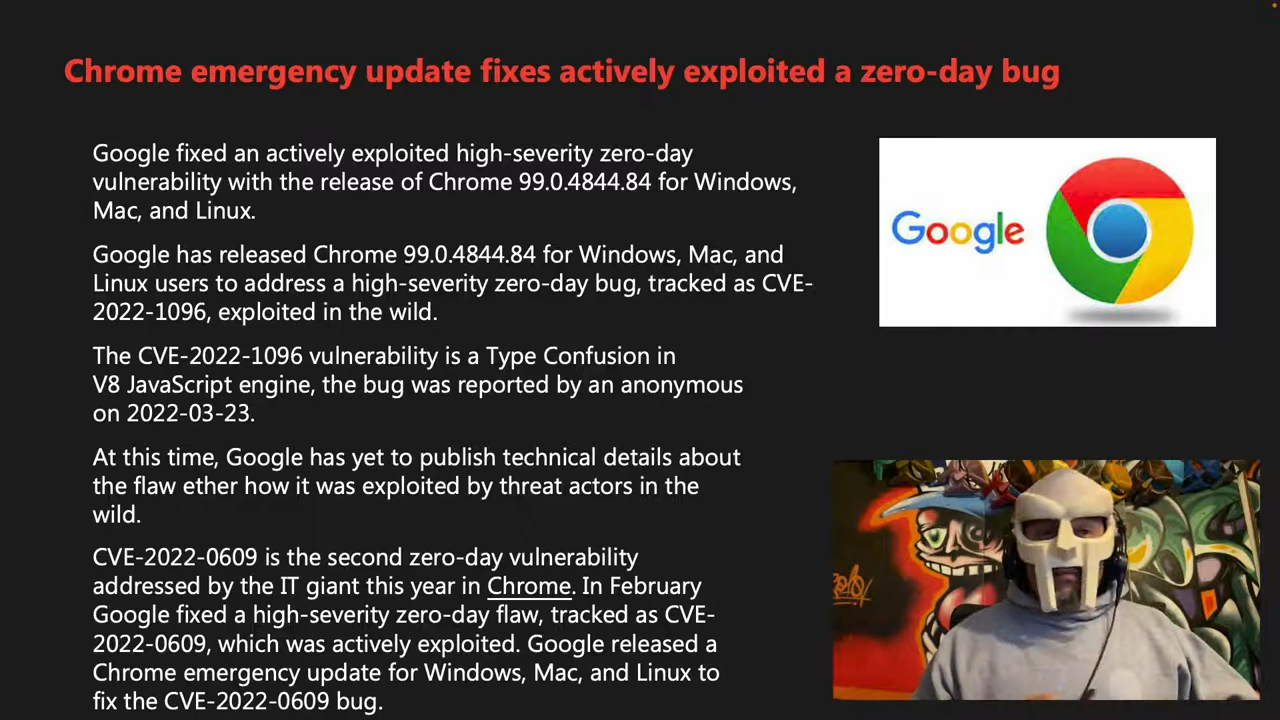 Chrome emergency update fixes actively exploited a zero-day bug
Google fixed an actively exploited high-severity zero-day
vulnerability with the release of Chrome 99.0.4844.84 for Windows,
Mac, and Linux.
Google has released Chrome 99.0.4844.84 for Windows, Mac, and
Linux users to address a high-severity zero-day bug, tracked as CVE-
2022-1096, exploited in the wild.
The CVE-2022-1096 vulnerability is a Type Confusion in
V8 JavaScript engine, the bug was reported by an anonymous
on 2022-03-23.
At this time, Google has yet to publish technical details about
the flaw ether how it was exploited by threat actors in the
wild.
CVE-2022-0609 is the second zero-day vulnerability
addressed by the IT giant this year in Chrome. In February
Google fixed a high-severity zero-day flaw, tracked as CVE-
2022-0609, which was actively exploited. Google released a
Chrome emergency update for Windows, Mac, and Linux to
fix the CVE-2022-0609 bug.
Google